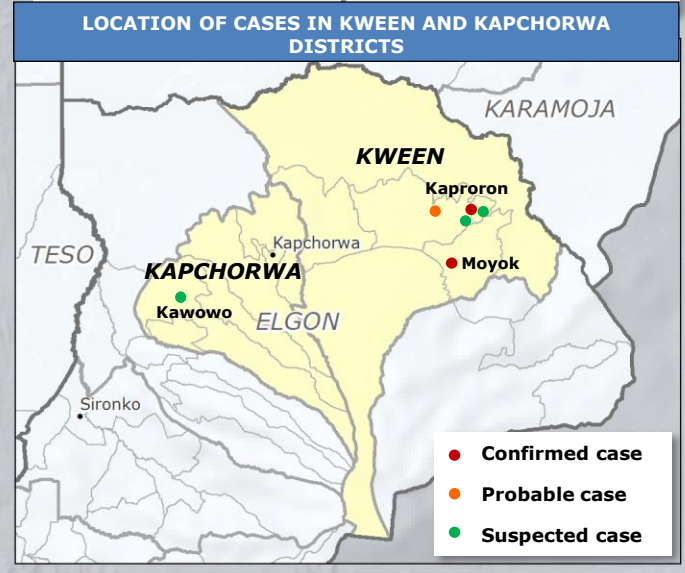 LOCATION OF CASES IN KWEEN AND KAPCHORWA
DISTRICTS
KARAMOJA
KWEEN
Kaproron
TESO
Kapchorwa
KAPCHORWA
Moyok
Kawowo
ELGON
Sironko
Confirmed case
Probable case
Suspected case